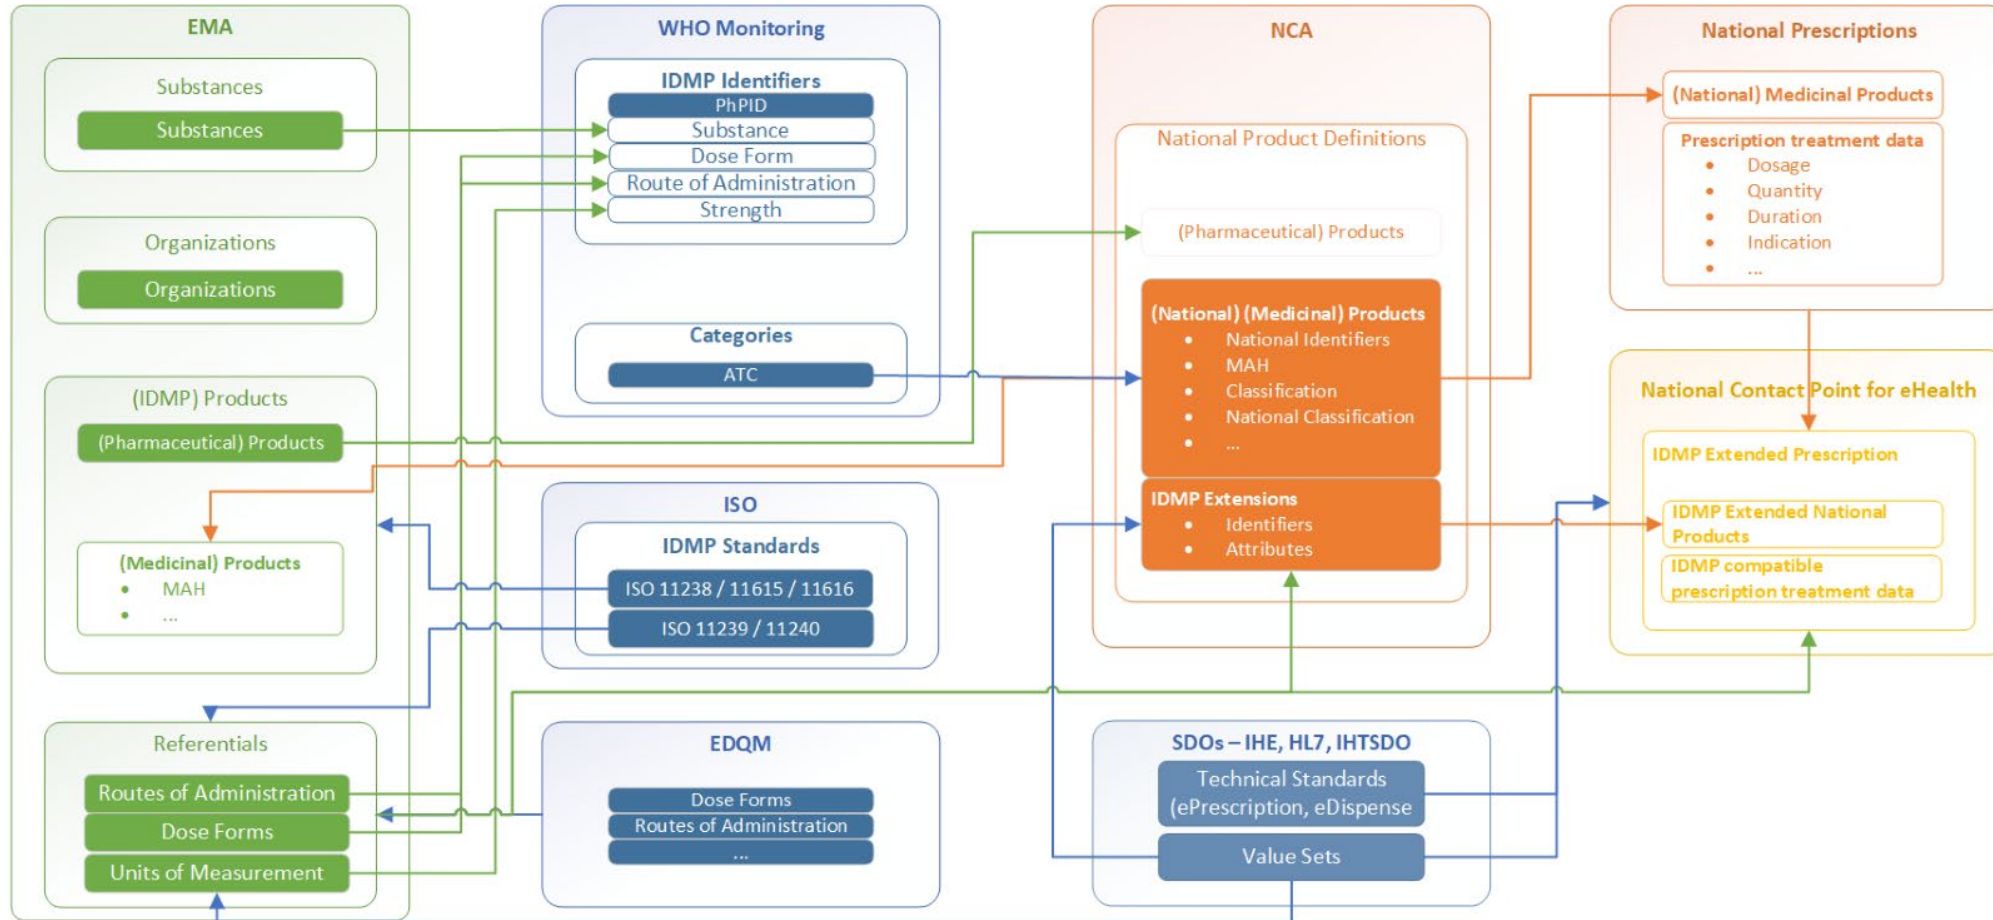 EMA
Substances
Substances
Organizations
Organizations
(IDMP) Products
(Pharmaceutical) Products
(Medicinal) Products
• MAH
• ...
Referentials
Routes of Administration
Dose Forms
Units of Measurement
WHO Monitoring
IDMP Identifiers
PhPID
Substance
Dose Form
Route of Administration
Strength
Categories
ATC
ISO
IDMP Standards
ISO 11238 / 11615 / 11616
ISO 11239 / 11240
EDQM
Dose Forms
Routes of Administration
...
NCA
National Product Definitions
(Pharmaceutical) Products
(National) (Medicinal) Products
• National Identifiers
• MAH
• Classification
• National Classification
• ...
IDMP Extensions
• Identifiers
• Attributes
SDOs – IHE, HL7, IHTSDO
Technical Standards
(ePrescription, eDispense
Value Sets
National Prescriptions
(National) Medicinal Products
Prescription treatment data
• Dosage
• Quantity
• Duration
• Indication
• ...
National Contact Point for eHealth
IDMP Extended Prescription
IDMP Extended National
Products
IDMP compatible
prescription treatment data